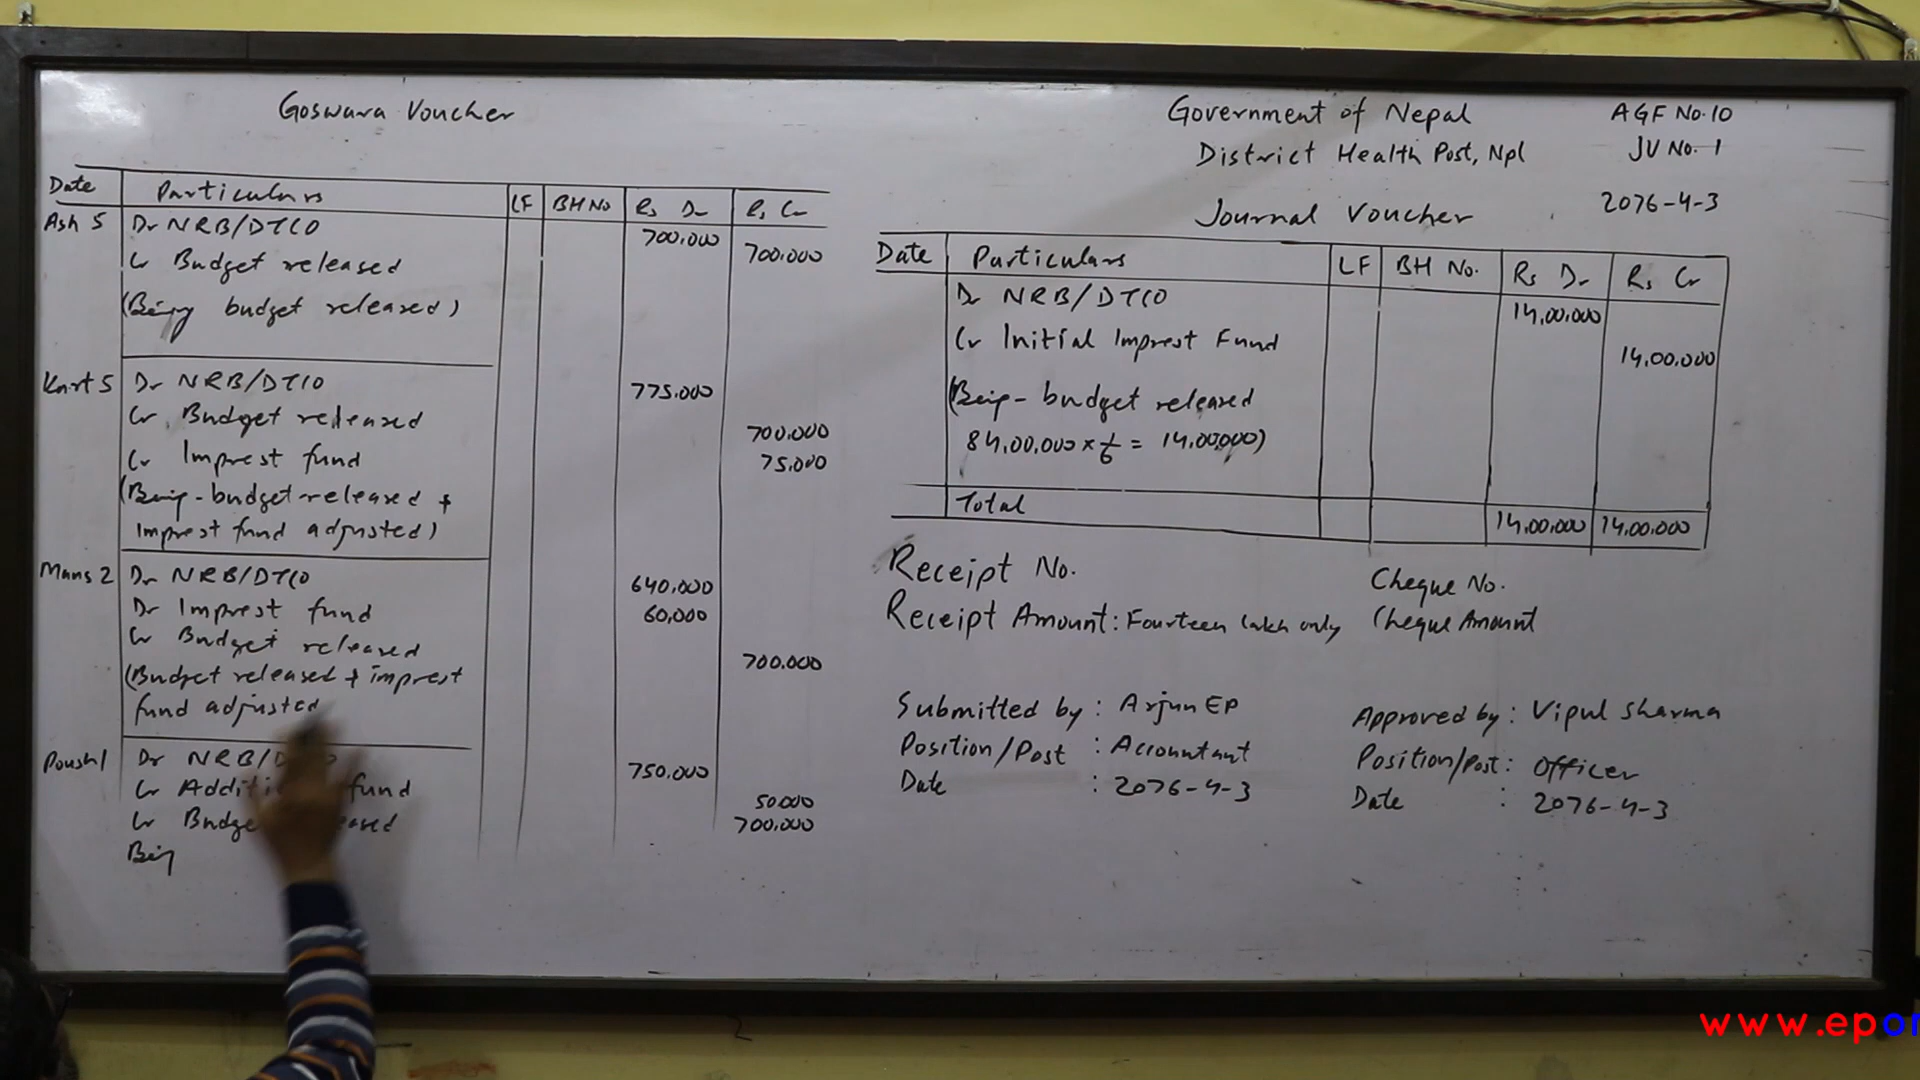 Goswara Voucher
Date Particulars LF BH No Rs Dr Rs Cr
Ash 5 Dr NRB/DTCO 700.000
Cr Budget released 700.000
(Being budget released)
Kart 5 Dr NRB/DTCO 775.000
Cr Budget released 700.000
Cr Imprest fund 75.000
(Being budget released +
Imprest fund adjusted)
Mans 2 Dr NRB/DTCO 640,000
Dr Imprest fund 60,000
Cr Budget released 700.000
(Budget released + imprest
fund adjusted
Poush 1 Dr NRB/ 750.000
Cr fund 50.000
Cr 700.000
Being
Government of Nepal AGF No.10
District Health Post, Npl JV No. 1
Journal Voucher 2076-4-3
Date Particulars LF BH No. Rs Dr Rs Cr
Dr NRB/DTCO 14,00,000
Cr Initial Imprest Fund 14,00,000
(Being budget released
84,00,000 × 1/6 = 14,00,000)
Total 14,00,000 14,00,000
Receipt No. Cheque No.
Receipt Amount: Fourteen lakh only Cheque Amount
Submitted by : Arjun EP Approved by : Vipul Sharma
Position/Post : Accountant Position/Post : Officer
Date : 2076-4-3 Date : 2076-4-3